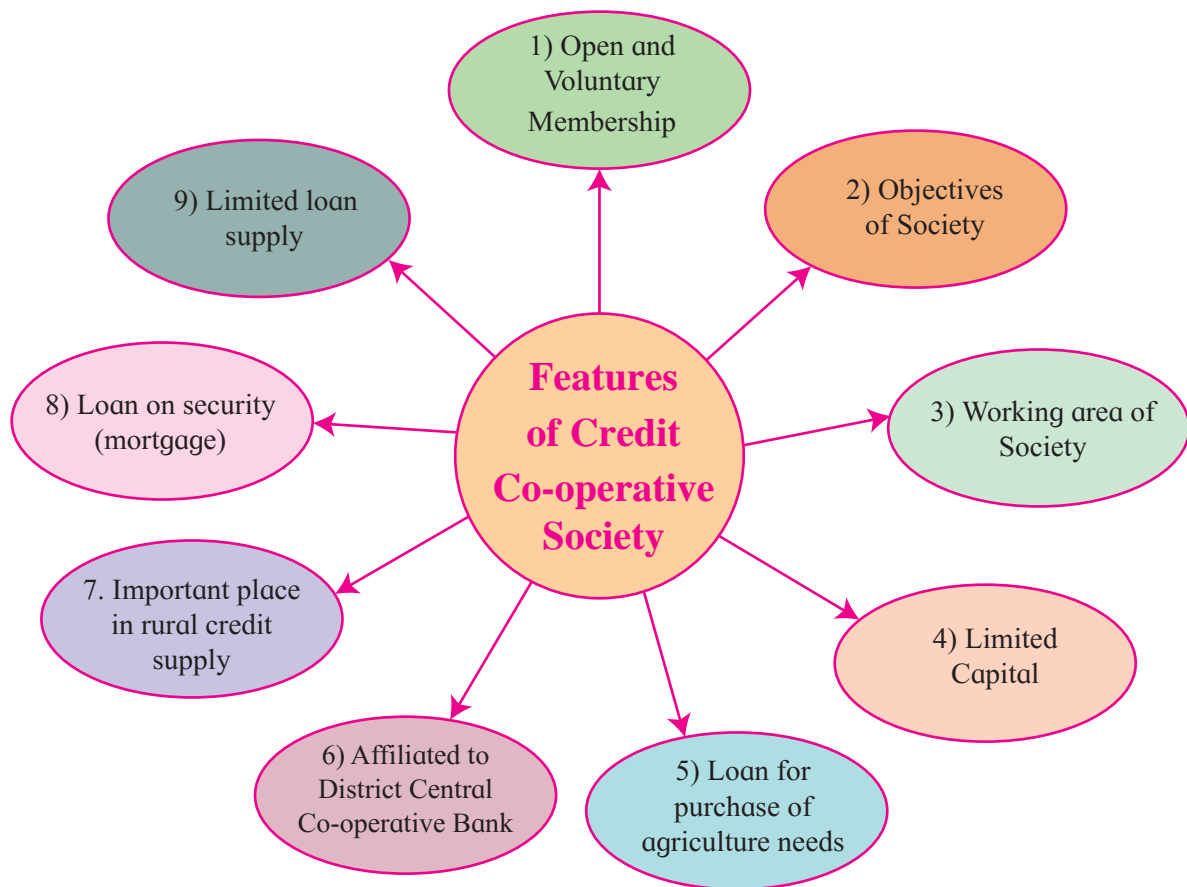 1) Open and
Voluntary
Membership
2) Objectives
of Society
3) Working area of
Society
4) Limited
Capital
5) Loan for
purchase of
agriculture needs
6) Affiliated to
District Central
Co-operative Bank
7. Important place
in rural credit
supply
8) Loan on security
(mortgage)
9) Limited loan
supply
Features
of Credit
Co-operative
Society